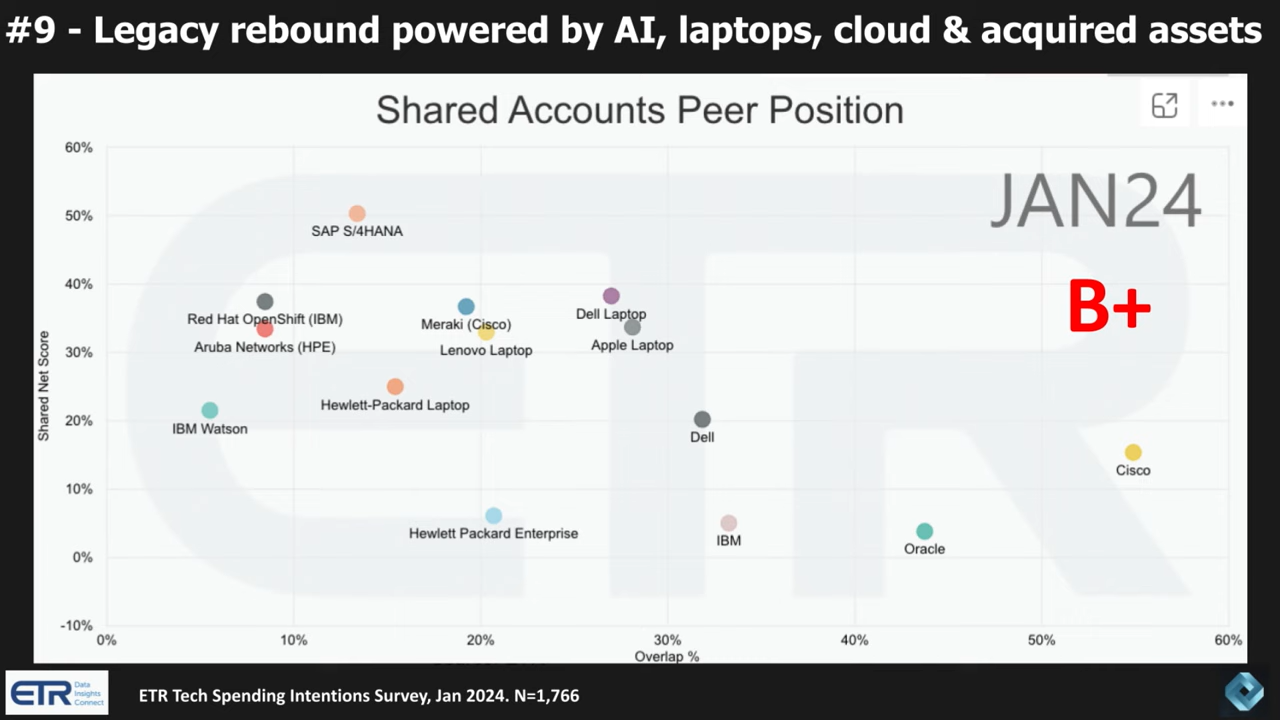 #9 - Legacy rebound powered by AI, laptops, cloud & acquired assets
Shared Accounts Peer Position
JAN24
B+
ETR
60%
50%
40%
30%
20%
10%
0%
-10%
Shared Net Score
SAP S/4HANA
Red Hat OpenShift (IBM)
Aruba Networks (HPE)
Meraki (Cisco)
Lenovo Laptop
Dell Laptop
Apple Laptop
Hewlett-Packard Laptop
IBM Watson
Dell
Cisco
Hewlett Packard Enterprise
IBM
Oracle
0%
10%
20%
30%
40%
50%
60%
Overlap %
ETR
Data
Insights
Connect
ETR Tech Spending Intentions Survey, Jan 2024. N=1,766